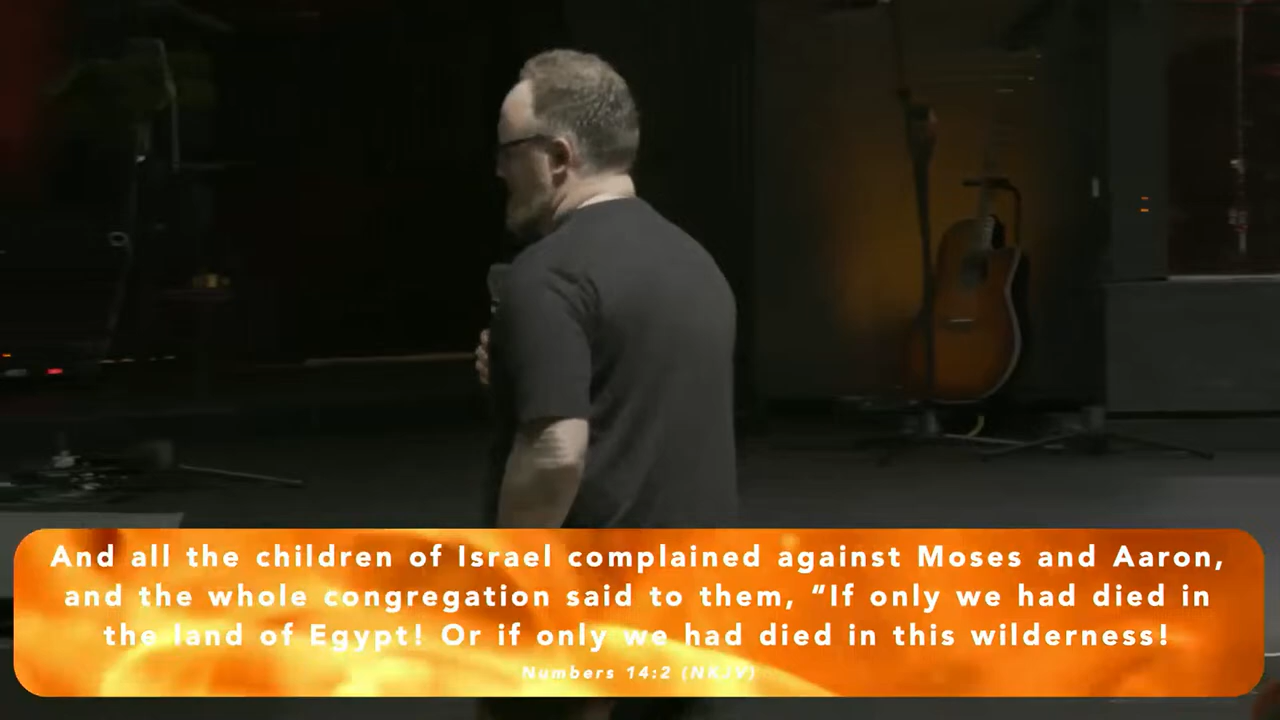 And all the children of Israel complained against Moses and Aaron,
and the whole congregation said to them, “If only we had died in
the land of Egypt! Or if only we had died in this wilderness!
Numbers 14:2 (NKJV)